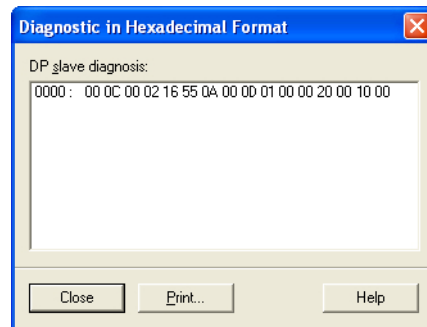 Diagnostic in Hexadecimal Format
DP slave diagnosis:
0000 : 00 0C 00 02 16 55 0A 00 0D 01 00 00 20 00 10 00
Close Print... Help